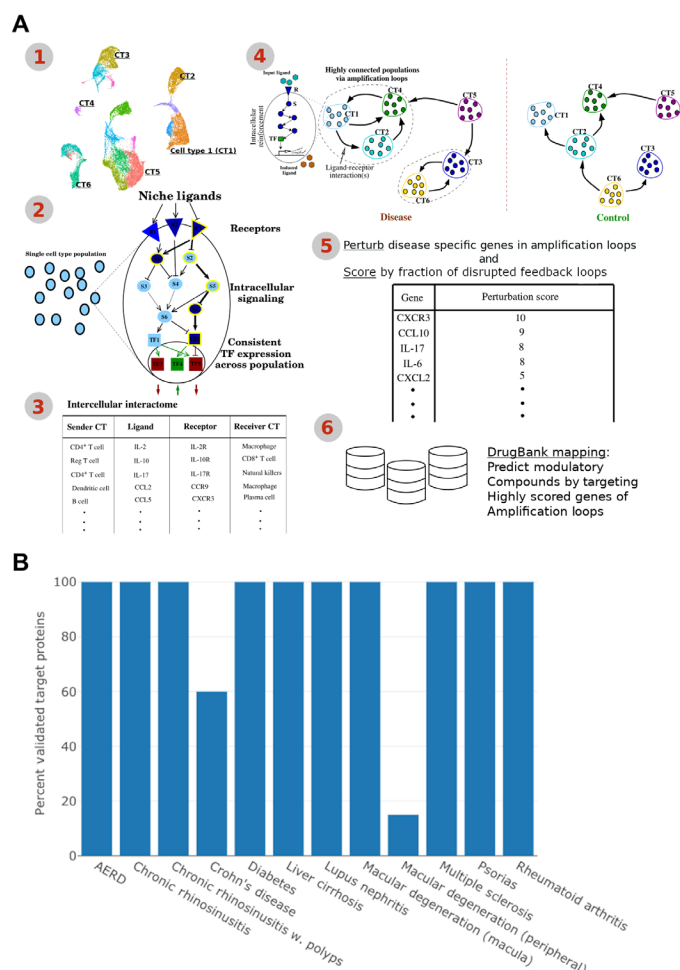 A
1
CT3
CT2
CT4
Cell type 1 (CT1)
CT5
CT6
2
Niche ligands
Receptors
Single cell type population
S2
S3
S4
S5
Intracellular
signaling
S6
TF1
Consistent
TF expression
across population
3
Intercellular interactome
Sender CT Ligand Receptor Receiver CT
CD4+ T cell IL-2 IL-2R Macrophage
Reg T cell IL-10 IL-10R CD8+ T cell
CD4+ T cell IL-17 IL-17R Natural killers
Dendritic cell CCL2 CCR9 Macrophage
B cell CCL5 CXCR3 Plasma cell
4
Input ligand
R
S
TF
Intracellular
reinforcement
Induced
ligand
Highly connected populations
via amplification loops
CT4
CT1
CT2
CT5
CT3
CT6
Ligand-receptor
interaction(s)
Disease
CT4
CT5
CT1
CT2
CT3
CT6
Control
5
Perturb disease specific genes in amplification loops
and
Score by fraction of disrupted feedback loops
Gene Perturbation score
CXCR3 10
CCL10 9
IL-17 8
IL-6 8
CXCL2 5
6
DrugBank mapping:
Predict modulatory
Compounds by targeting
Highly scored genes of
Amplification loops
B
Percent validated target proteins
100
80
60
40
20
0
AERD
Chronic rhinosinusitis
Chronic rhinosinusitis w. polyps
Crohn's disease
Diabetes
Liver cirrhosis
Lupus nephritis
Macular degeneration (macula)
Macular degeneration (peripheral)
Multiple sclerosis
Psorias
Rheumatoid arthritis